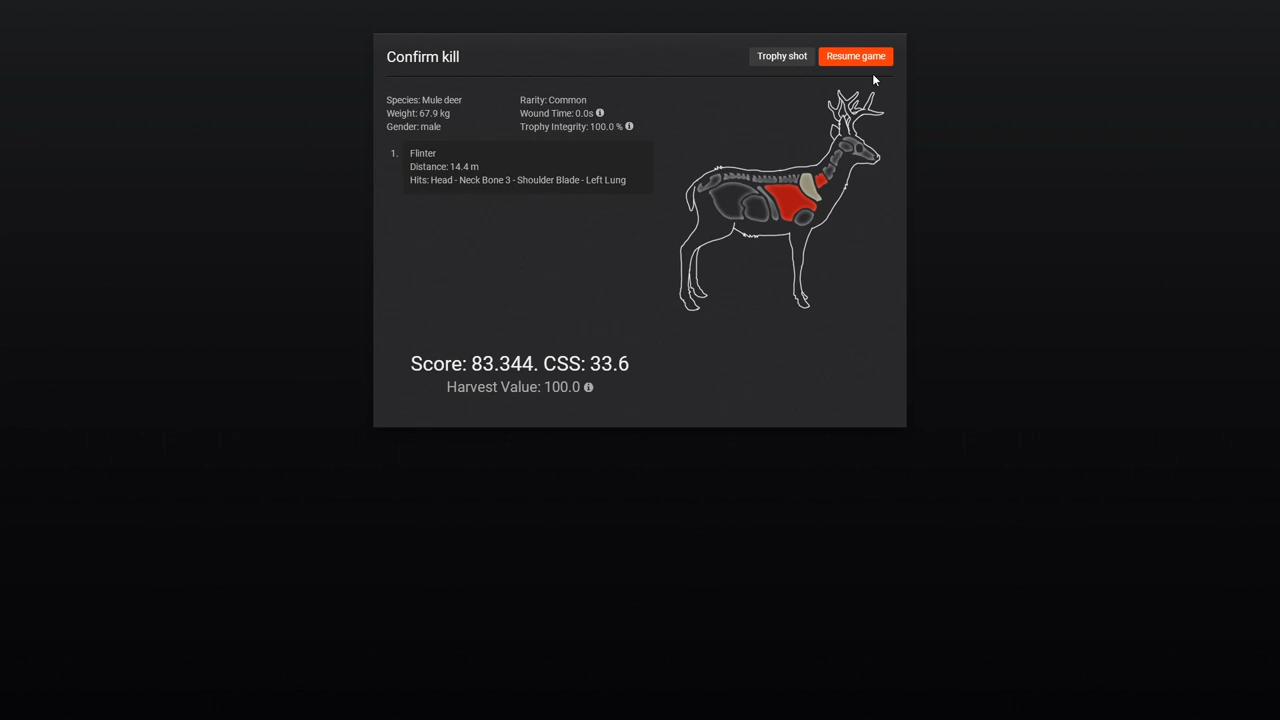 Confirm kill
Trophy shot
Resume game
Species: Mule deer
Rarity: Common
Weight: 67.9 kg
Wound Time: 0.0s
Gender: male
Trophy Integrity: 100.0 %
1. Flinter
Distance: 14.4 m
Hits: Head - Neck Bone 3 - Shoulder Blade - Left Lung
Score: 83.344. CSS: 33.6
Harvest Value: 100.0